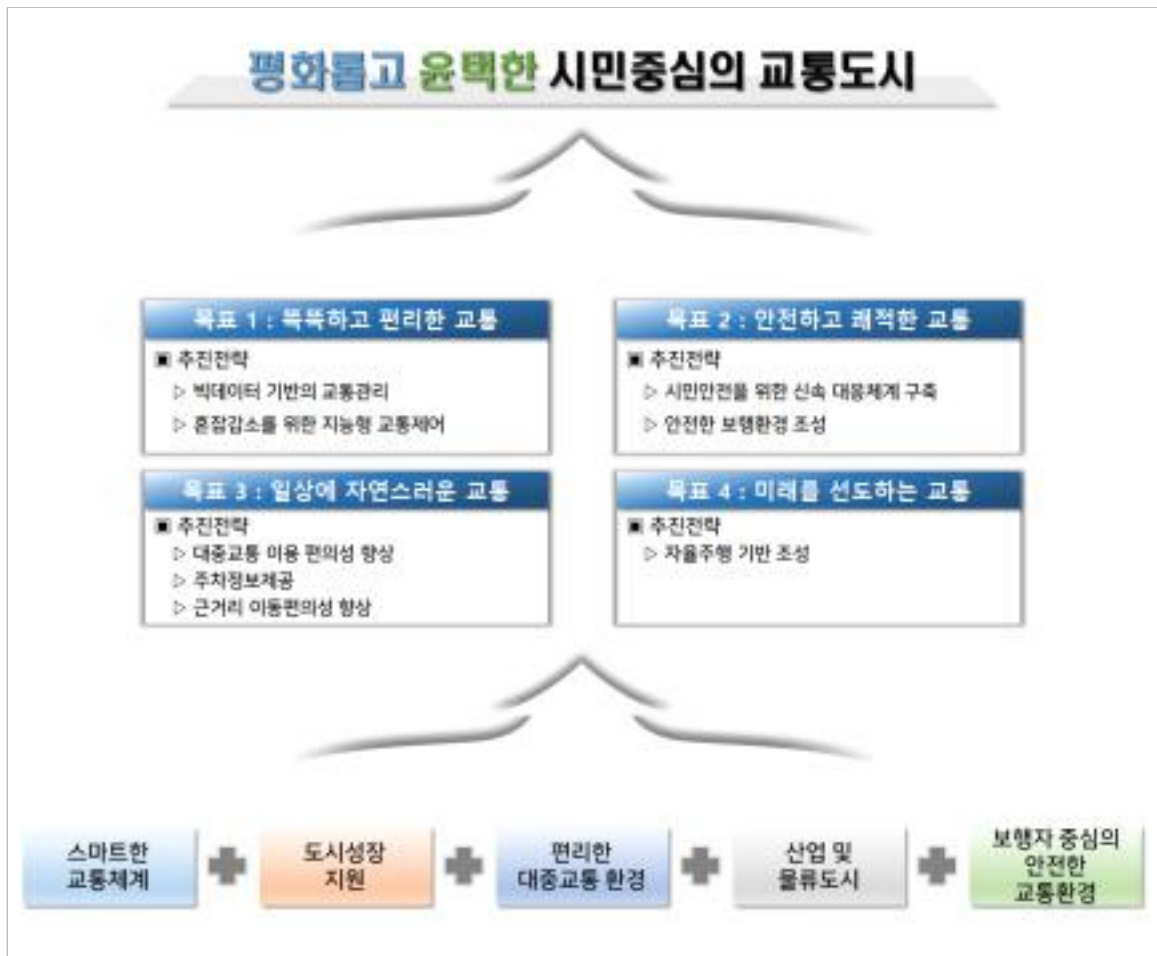 평화롭고 윤택한 시민중심의 교통도시
목표 1 : 똑똑하고 편리한 교통
▣ 추진전략
▷ 빅데이터 기반의 교통관리
▷ 혼잡감소를 위한 지능형 교통제어
목표 2 : 안전하고 쾌적한 교통
▣ 추진전략
▷ 시민안전을 위한 신속 대응체계 구축
▷ 안전한 보행환경 조성
목표 3 : 일상에 자연스러운 교통
▣ 추진전략
▷ 대중교통 이용 편의성 향상
▷ 주차정보제공
▷ 근거리 이동편의성 향상
목표 4 : 미래를 선도하는 교통
▣ 추진전략
▷ 자율주행 기반 조성
스마트한
교통체계
도시성장
지원
편리한
대중교통 환경
산업 및
물류도시
보행자 중심의
안전한
교통환경